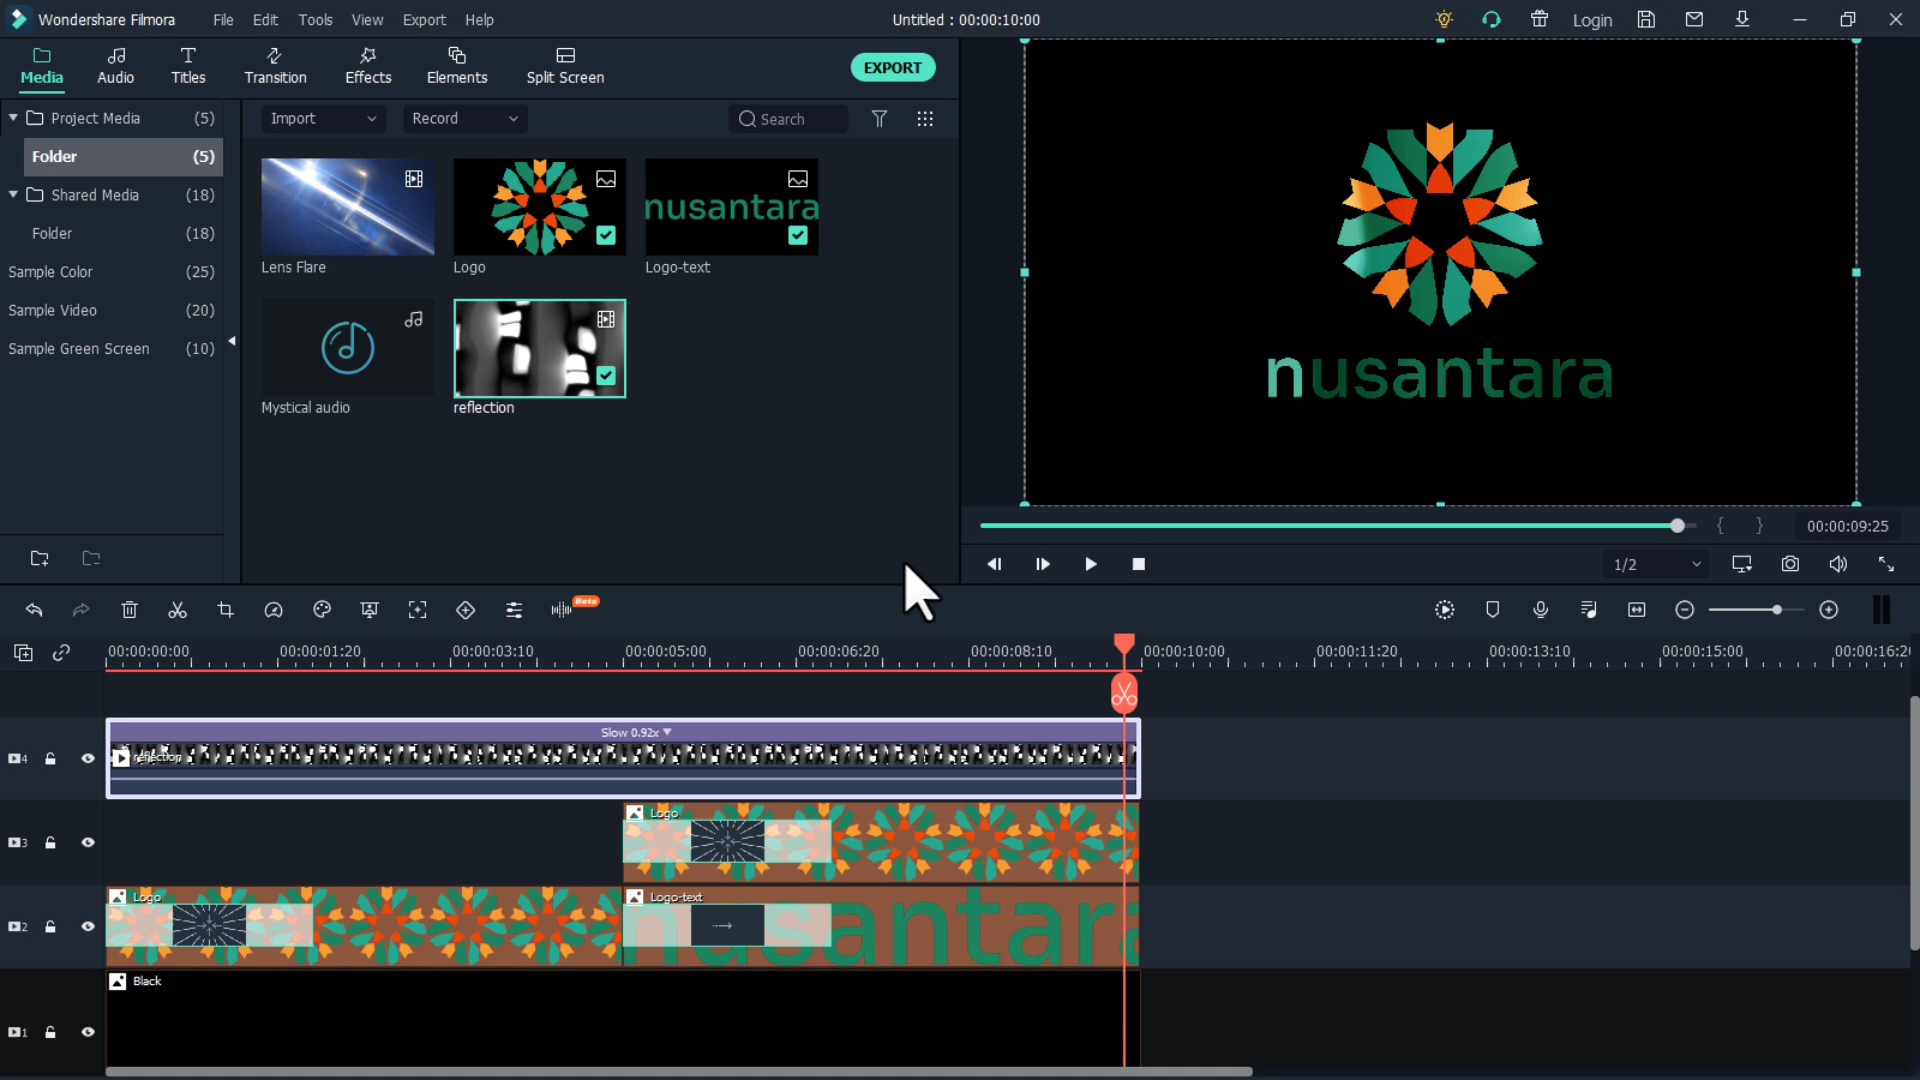 Wondershare Filmora File Edit Tools View Export Help Untitled : 00:00:10:00 Login
Media Audio Titles Transition Effects Elements Split Screen EXPORT
Project Media (5) Import Record Search
Folder (5)
Shared Media (18)
Folder (18)
Sample Color (25)
Sample Video (20)
Sample Green Screen (10)
nusantara
Lens Flare Logo Logo-text
Mystical audio reflection
nusantara
00:00:09:25
1/2
Beta
00:00:00:00 00:00:01:20 00:00:03:10 00:00:05:00 00:00:06:20 00:00:08:10 00:00:10:00 00:00:11:20 00:00:13:10 00:00:15:00 00:00:16:20
Slow 0.92x
4 reflection
Logo
3
Logo Logo-text
2 nusantara
Black
1